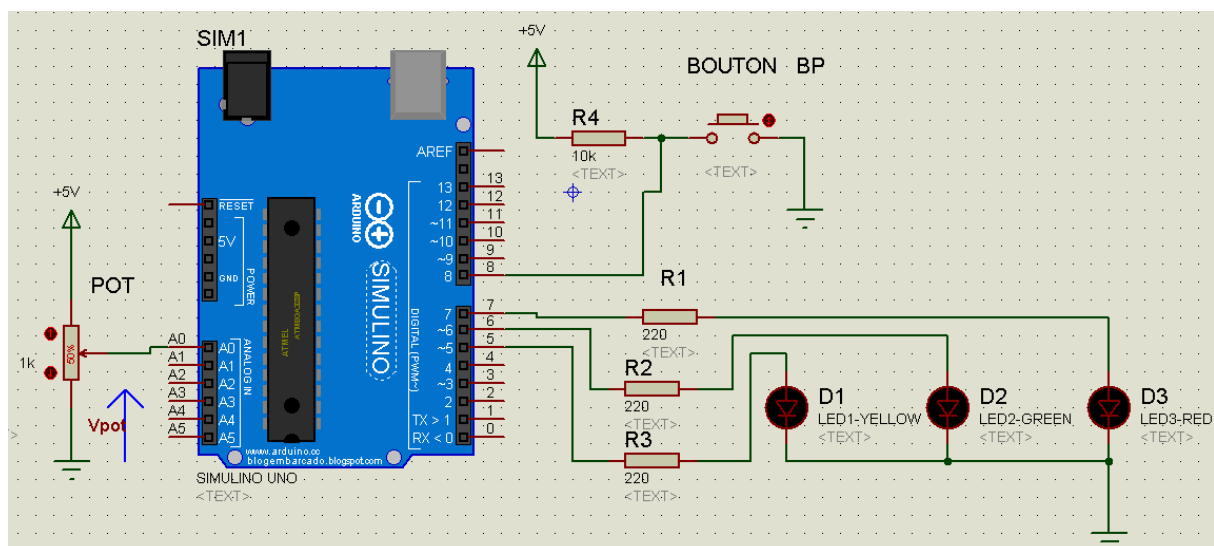 SIM1
+5V
BOUTON BP
R4
10k
<TEXT>
<TEXT>
AREF
13
13
12
12
~11
11
~10
10
~9
9
8
8
ARDUINO
SIMULINO
DIGITAL (PWM~)
RESET
5V
GND
POWER
+5V
POT
50%
1k
Vpot
A0
A0
A1
A1
A2
A2
A3
A3
A4
A4
A5
A5
ANALOG IN
ATMEL
7
7
~6
6
~5
5
4
4
~3
3
2
2
TX > 1
1
RX < 0
0
www.arduino.cc
blogembarcado.blogspot.com
SIMULINO UNO
<TEXT>
R1
220
<TEXT>
R2
220
<TEXT>
R3
220
<TEXT>
D1
LED1-YELLOW
<TEXT>
D2
LED2-GREEN
<TEXT>
D3
LED3-RED
<TEXT>